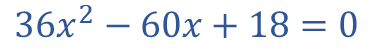 36x² − 60x + 18 = 0